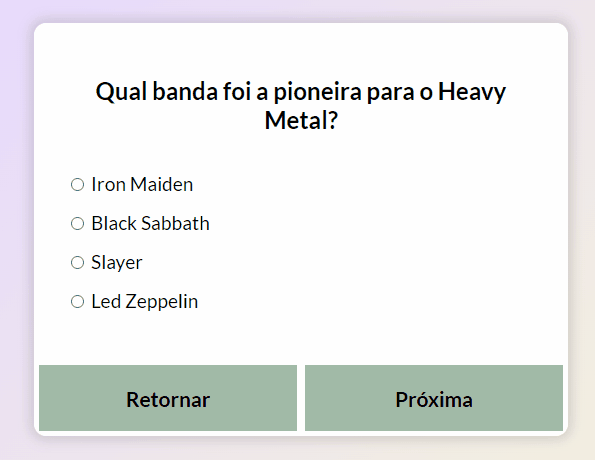 Qual banda foi a pioneira para o Heavy
Metal?
Iron Maiden
Black Sabbath
Slayer
Led Zeppelin
Retornar
Próxima